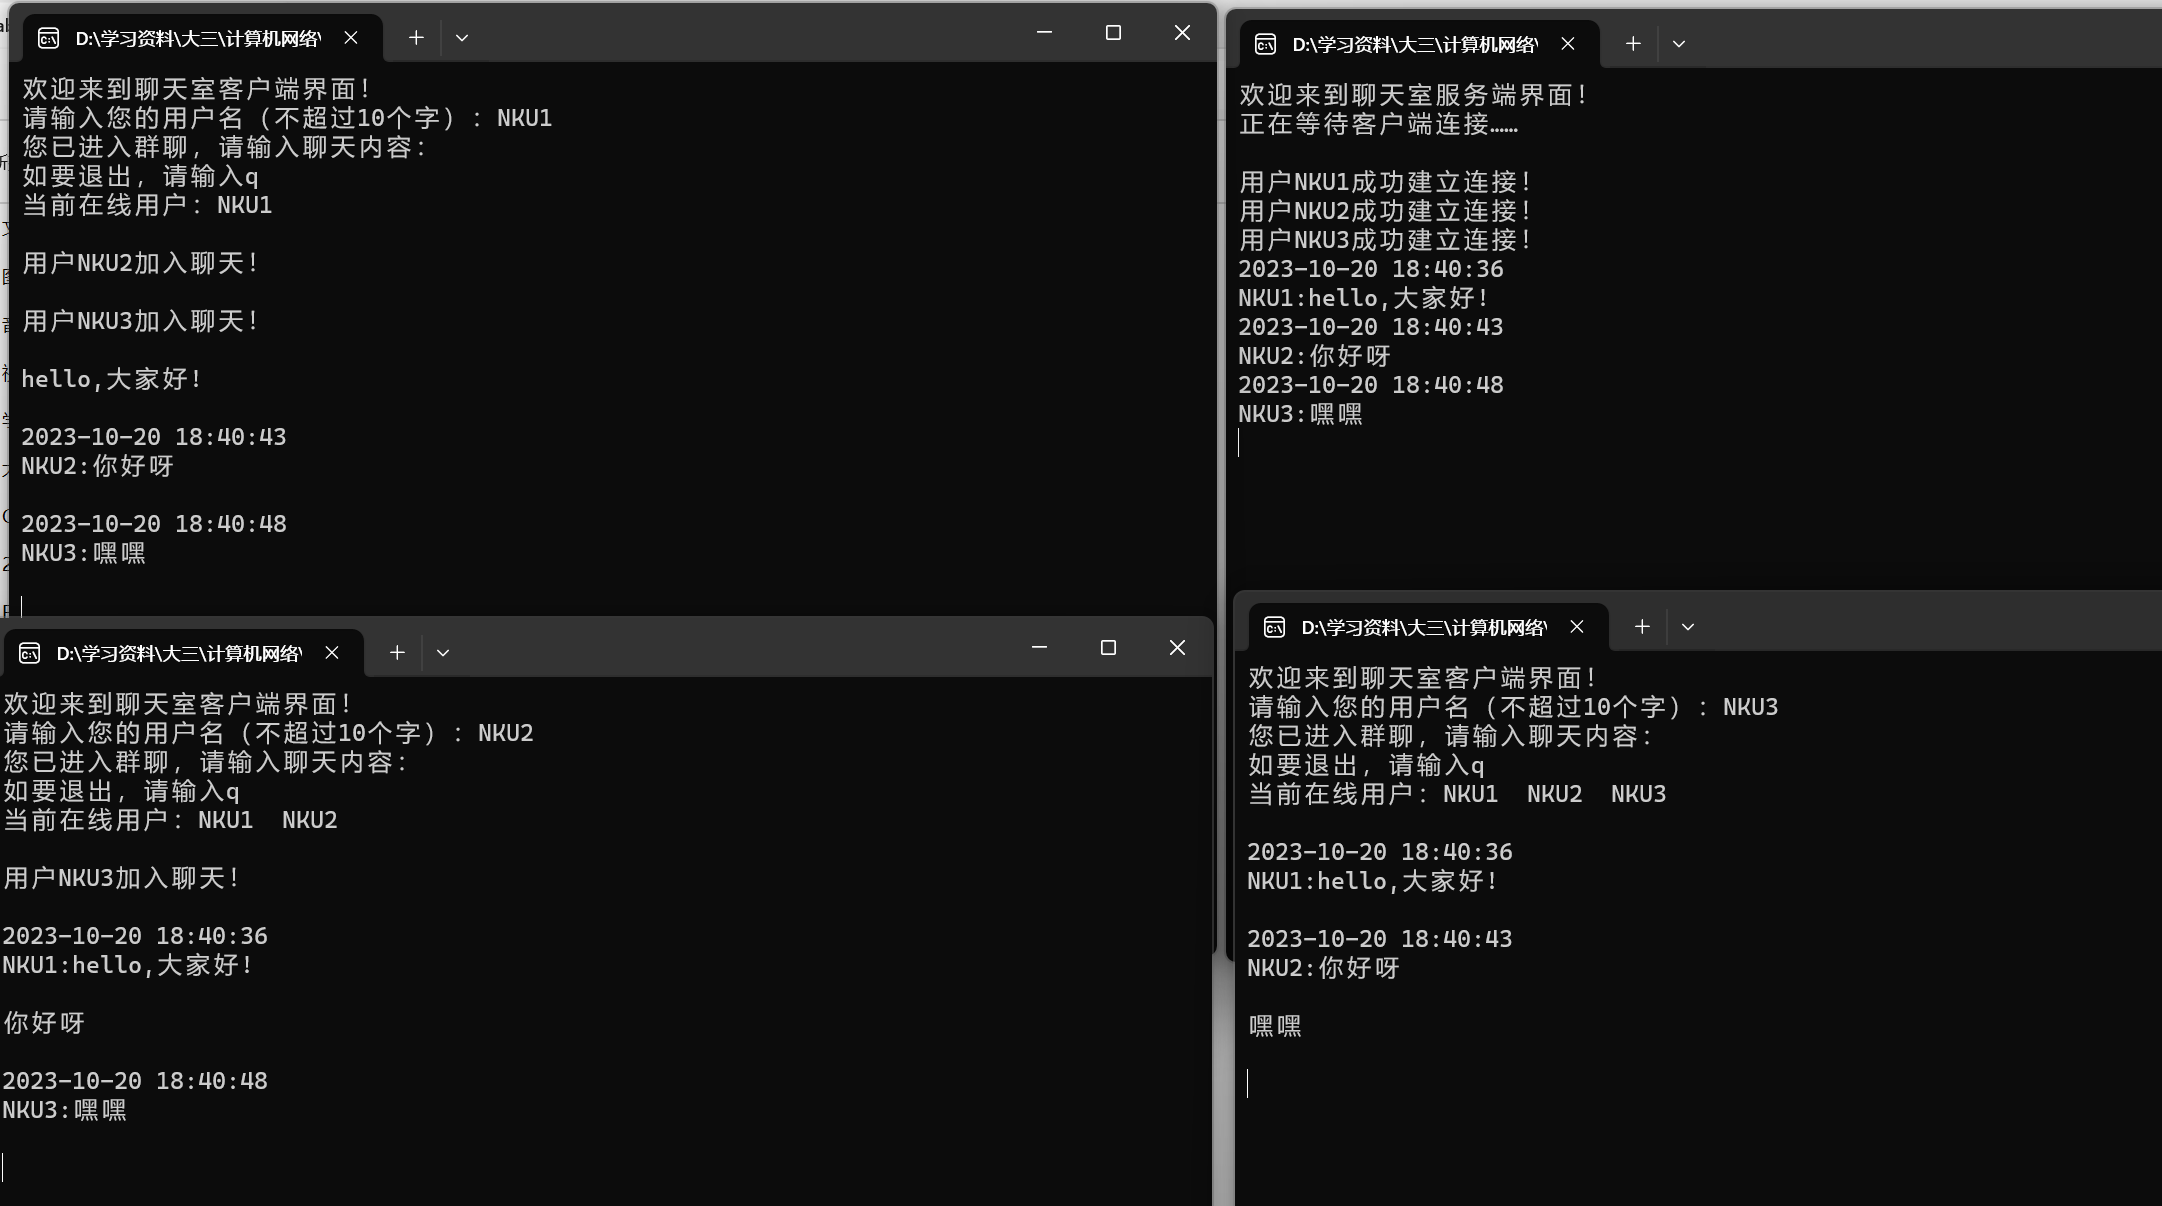 D:\学习资料\大三\计算机网络\
欢迎来到聊天室客户端界面!
请输入您的用户名（不超过10个字）：NKU1
您已进入群聊，请输入聊天内容：
如要退出，请输入q
当前在线用户：NKU1
用户NKU2加入聊天!
用户NKU3加入聊天!
hello,大家好!
2023-10-20 18:40:43
NKU2:你好呀
2023-10-20 18:40:48
NKU3:嘿嘿
D:\学习资料\大三\计算机网络\
欢迎来到聊天室服务端界面!
正在等待客户端连接……
用户NKU1成功建立连接!
用户NKU2成功建立连接!
用户NKU3成功建立连接!
2023-10-20 18:40:36
NKU1:hello,大家好!
2023-10-20 18:40:43
NKU2:你好呀
2023-10-20 18:40:48
NKU3:嘿嘿
D:\学习资料\大三\计算机网络\
欢迎来到聊天室客户端界面!
请输入您的用户名（不超过10个字）：NKU2
您已进入群聊，请输入聊天内容：
如要退出，请输入q
当前在线用户：NKU1  NKU2
用户NKU3加入聊天!
2023-10-20 18:40:36
NKU1:hello,大家好!
你好呀
2023-10-20 18:40:48
NKU3:嘿嘿
D:\学习资料\大三\计算机网络\
欢迎来到聊天室客户端界面!
请输入您的用户名（不超过10个字）：NKU3
您已进入群聊，请输入聊天内容：
如要退出，请输入q
当前在线用户：NKU1  NKU2  NKU3
2023-10-20 18:40:36
NKU1:hello,大家好!
2023-10-20 18:40:43
NKU2:你好呀
嘿嘿